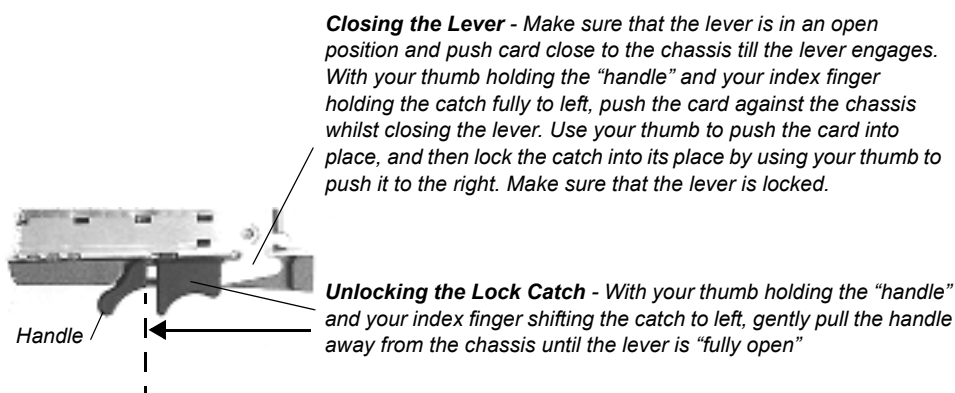 Closing the Lever - Make sure that the lever is in an open
position and push card close to the chassis till the lever engages.
With your thumb holding the “handle” and your index finger
holding the catch fully to left, push the card against the chassis
whilst closing the lever. Use your thumb to push the card into
place, and then lock the catch into its place by using your thumb to
push it to the right. Make sure that the lever is locked.
Unlocking the Lock Catch - With your thumb holding the “handle”
and your index finger shifting the catch to left, gently pull the handle
away from the chassis until the lever is “fully open”
Handle